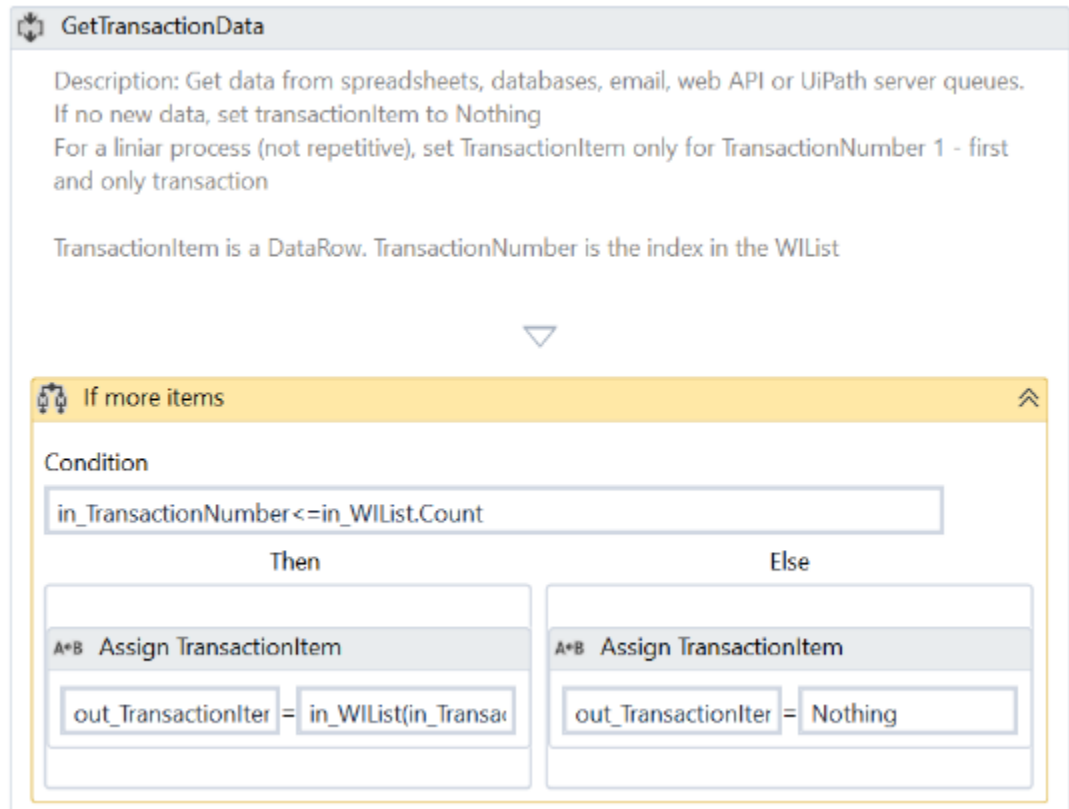 GetTransactionData
Description: Get data from spreadsheets, databases, email, web API or UiPath server queues.
If no new data, set transactionItem to Nothing
For a liniar process (not repetitive), set TransactionItem only for TransactionNumber 1 - first
and only transaction
TransactionItem is a DataRow. TransactionNumber is the index in the WIList
If more items
Condition
in_TransactionNumber<=in_WIList.Count
Then
Else
A*B Assign TransactionItem
A*B Assign TransactionItem
out_TransactionIter = in_WIList(in_Transac
out_TransactionIter = Nothing